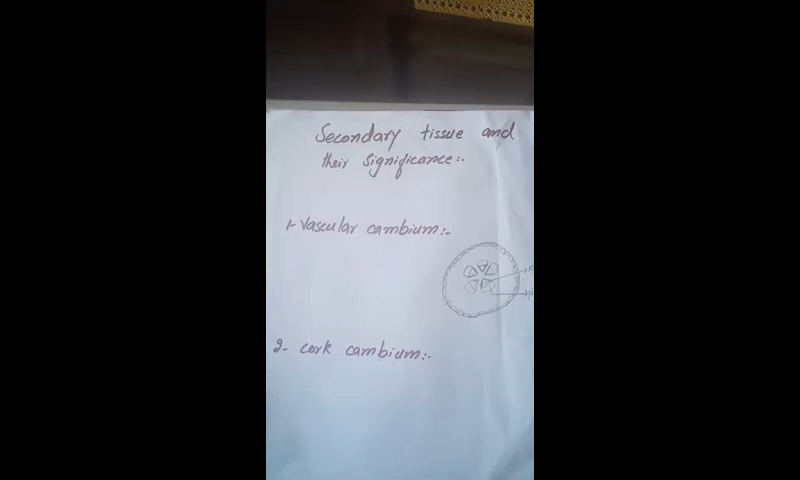 Secondary tissue and
their significance:-
1- Vascular cambium:-
2- cork cambium:-